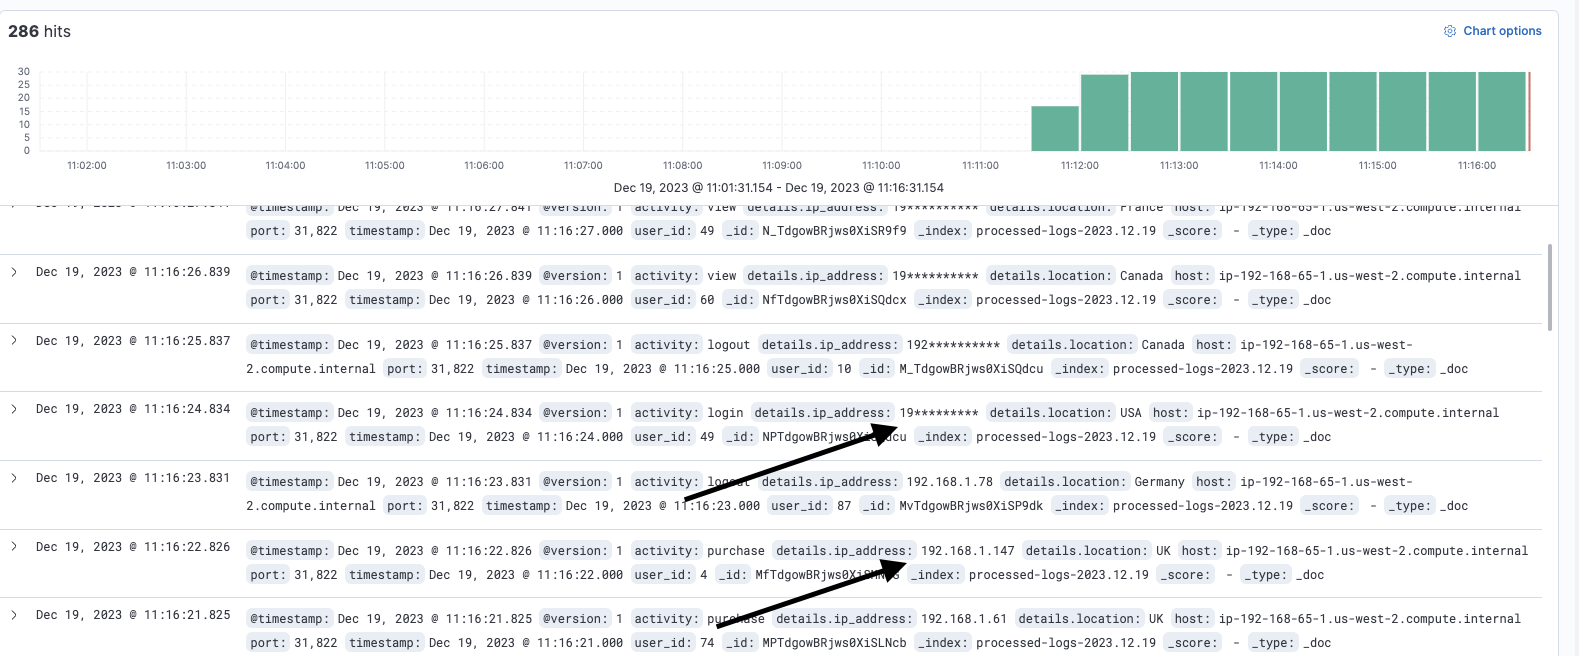 286 hits
Chart options
30
25
20
15
10
5
0
11:02:00 11:03:00 11:04:00 11:05:00 11:06:00 11:07:00 11:08:00 11:09:00 11:10:00 11:11:00 11:12:00 11:13:00 11:14:00 11:15:00 11:16:00
Dec 19, 2023 @ 11:01:31.154 - Dec 19, 2023 @ 11:16:31.154
@timestamp: Dec 19, 2023 @ 11:16:27.841 @version: 1 activity: view details.ip_address: 19********** details.location: France host: ip-192-168-65-1.us-west-2.compute.internal
port: 31,822 timestamp: Dec 19, 2023 @ 11:16:27.000 user_id: 49 _id: N_TdgowBRjws0XiSR9f9 _index: processed-logs-2023.12.19 _score: - _type: _doc
Dec 19, 2023 @ 11:16:26.839 @timestamp: Dec 19, 2023 @ 11:16:26.839 @version: 1 activity: view details.ip_address: 19********** details.location: Canada host: ip-192-168-65-1.us-west-2.compute.internal
port: 31,822 timestamp: Dec 19, 2023 @ 11:16:26.000 user_id: 60 _id: NfTdgowBRjws0XiSQdcx _index: processed-logs-2023.12.19 _score: - _type: _doc
Dec 19, 2023 @ 11:16:25.837 @timestamp: Dec 19, 2023 @ 11:16:25.837 @version: 1 activity: logout details.ip_address: 192********** details.location: Canada host: ip-192-168-65-1.us-west-
2.compute.internal port: 31,822 timestamp: Dec 19, 2023 @ 11:16:25.000 user_id: 10 _id: M_TdgowBRjws0XiSQdcu _index: processed-logs-2023.12.19 _score: - _type: _doc
Dec 19, 2023 @ 11:16:24.834 @timestamp: Dec 19, 2023 @ 11:16:24.834 @version: 1 activity: login details.ip_address: 19********* details.location: USA host: ip-192-168-65-1.us-west-2.compute.internal
port: 31,822 timestamp: Dec 19, 2023 @ 11:16:24.000 user_id: 49 _id: _index: processed-logs-2023.12.19 _score: - _type: _doc
Dec 19, 2023 @ 11:16:23.831 @timestamp: Dec 19, 2023 @ 11:16:23.831 @version: 1 activity: logout details.ip_address: 192.168.1.78 details.location: Germany host: ip-192-168-65-1.us-west-
2.compute.internal port: 31,822 timestamp: Dec 19, 2023 @ 11:16:23.000 user_id: 87 _id: MvTdgowBRjws0XiSP9dk _index: processed-logs-2023.12.19 _score: - _type: _doc
Dec 19, 2023 @ 11:16:22.826 @timestamp: Dec 19, 2023 @ 11:16:22.826 @version: 1 activity: purchase details.ip_address: 192.168.1.147 details.location: UK host: ip-192-168-65-1.us-west-2.compute.internal
port: 31,822 timestamp: Dec 19, 2023 @ 11:16:22.000 user_id: 4 _id: _index: processed-logs-2023.12.19 _score: - _type: _doc
Dec 19, 2023 @ 11:16:21.825 @timestamp: Dec 19, 2023 @ 11:16:21.825 @version: 1 activity: purchase details.ip_address: 192.168.1.61 details.location: UK host: ip-192-168-65-1.us-west-2.compute.internal
port: 31,822 timestamp: Dec 19, 2023 @ 11:16:21.000 user_id: 74 _id: MPTdgowBRjws0XiSLNcb _index: processed-logs-2023.12.19 _score: - _type: _doc